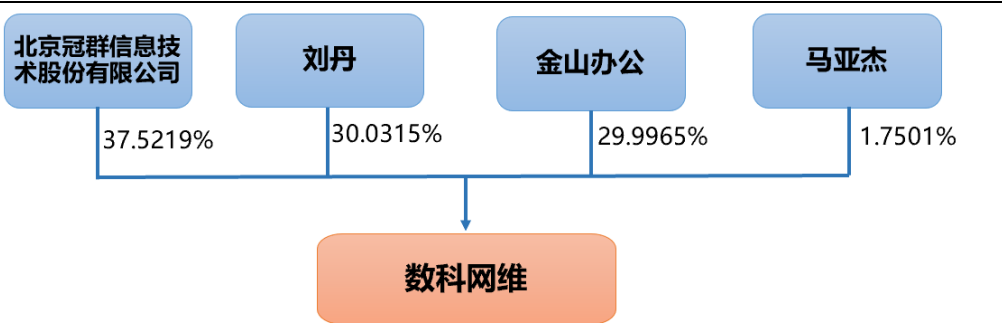 北京冠群信息技
术股份有限公司
刘丹
金山办公
马亚杰
37.5219%
30.0315%
29.9965%
1.7501%
数科网维